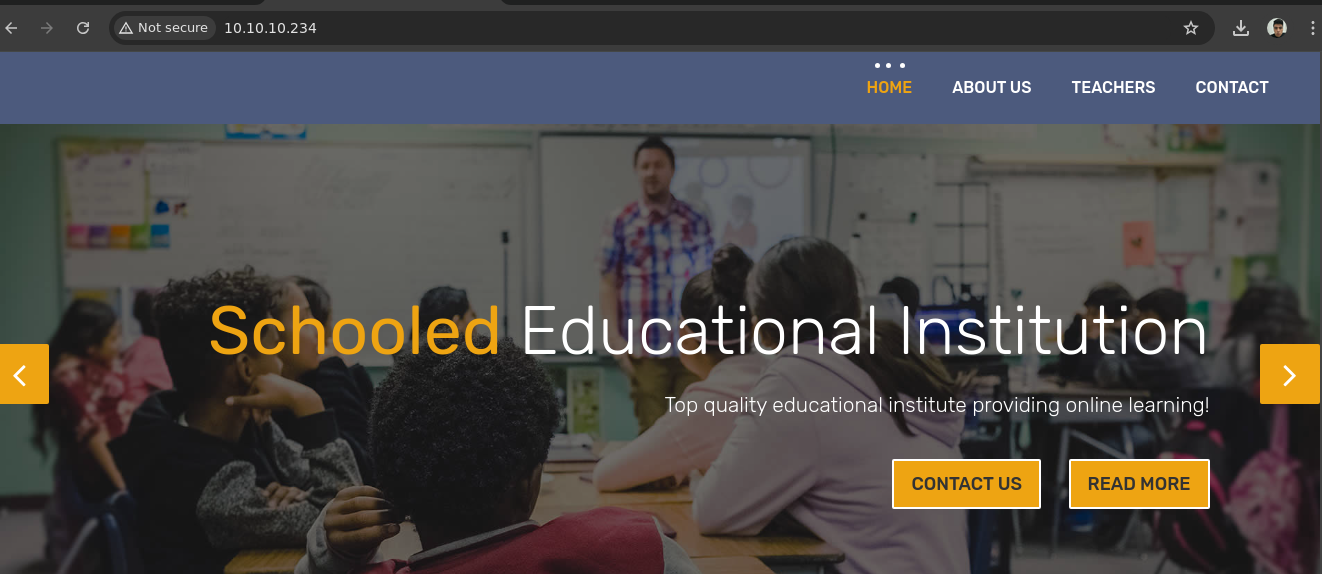 Not secure 10.10.10.234
HOME ABOUT US TEACHERS CONTACT
Schooled Educational Institution
Top quality educational institute providing online learning!
CONTACT US READ MORE